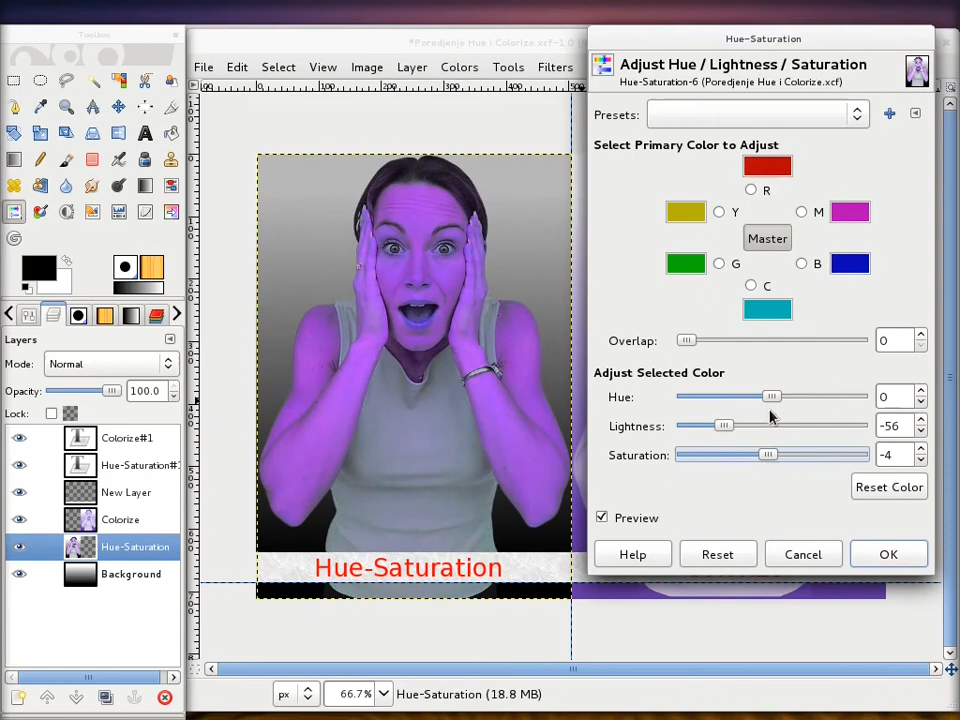 Toolbox
*Poredjenje Hue i Colorize.xcf-1.0
Hue-Saturation
File Edit Select View Image Layer Colors Tools Filters
Adjust Hue / Lightness / Saturation
Hue-Saturation-6 (Poredjenje Hue i Colorize.xcf)
Presets:
Select Primary Color to Adjust
R
Y M
Master
G B
C
Overlap: 0
Adjust Selected Color
Hue: 0
Lightness: -56
Saturation: -4
Reset Color
Preview
Help Reset Cancel OK
Layers
Mode: Normal
Opacity: 100.0
Lock:
Colorize#1
Hue-Saturation#1
New Layer
Colorize
Hue-Saturation
Background
Hue-Saturation
px 66.7% Hue-Saturation (18.8 MB)